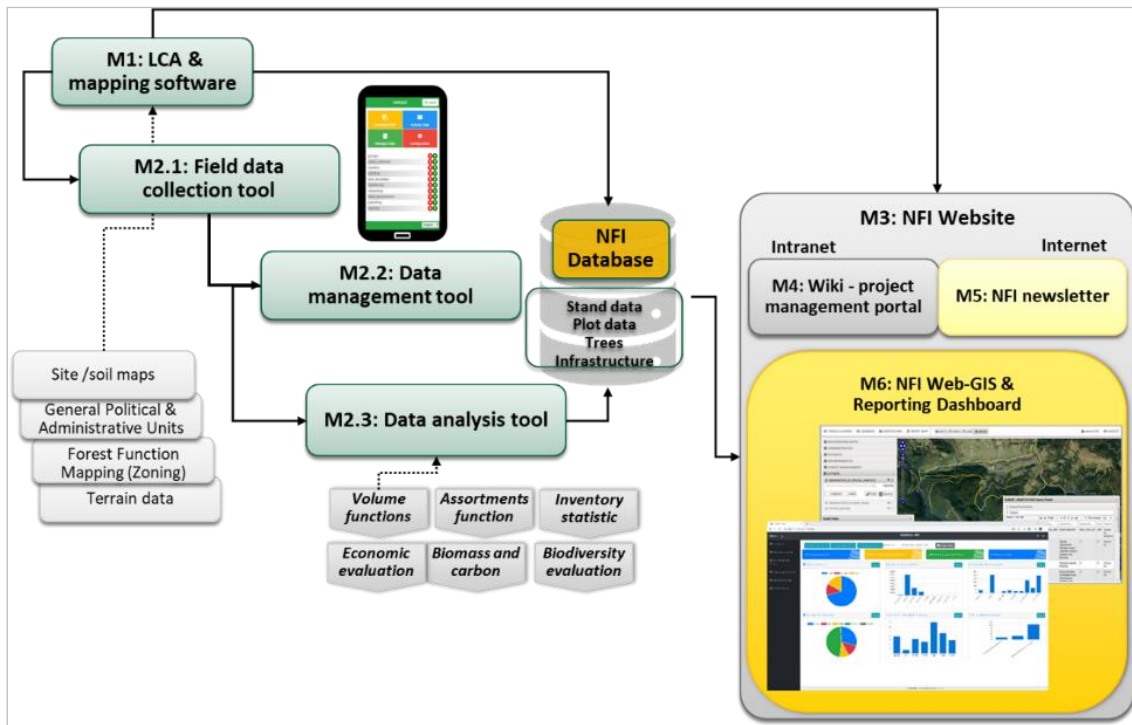 M1: LCA &
mapping software
M2.1: Field data
collection tool
M2.2: Data
management tool
M2.3: Data analysis tool
NFI
Database
Stand data
Plot data
Trees
Infrastructure
Site /soil maps
General Political &
Administrative Units
Forest Function
Mapping (Zoning)
Terrain data
Volume
functions
Assortments
function
Inventory
statistic
Economic
evaluation
Biomass and
carbon
Biodiversity
evaluation
M3: NFI Website
Intranet
Internet
M4: Wiki - project
management portal
M5: NFI newsletter
M6: NFI Web-GIS &
Reporting Dashboard